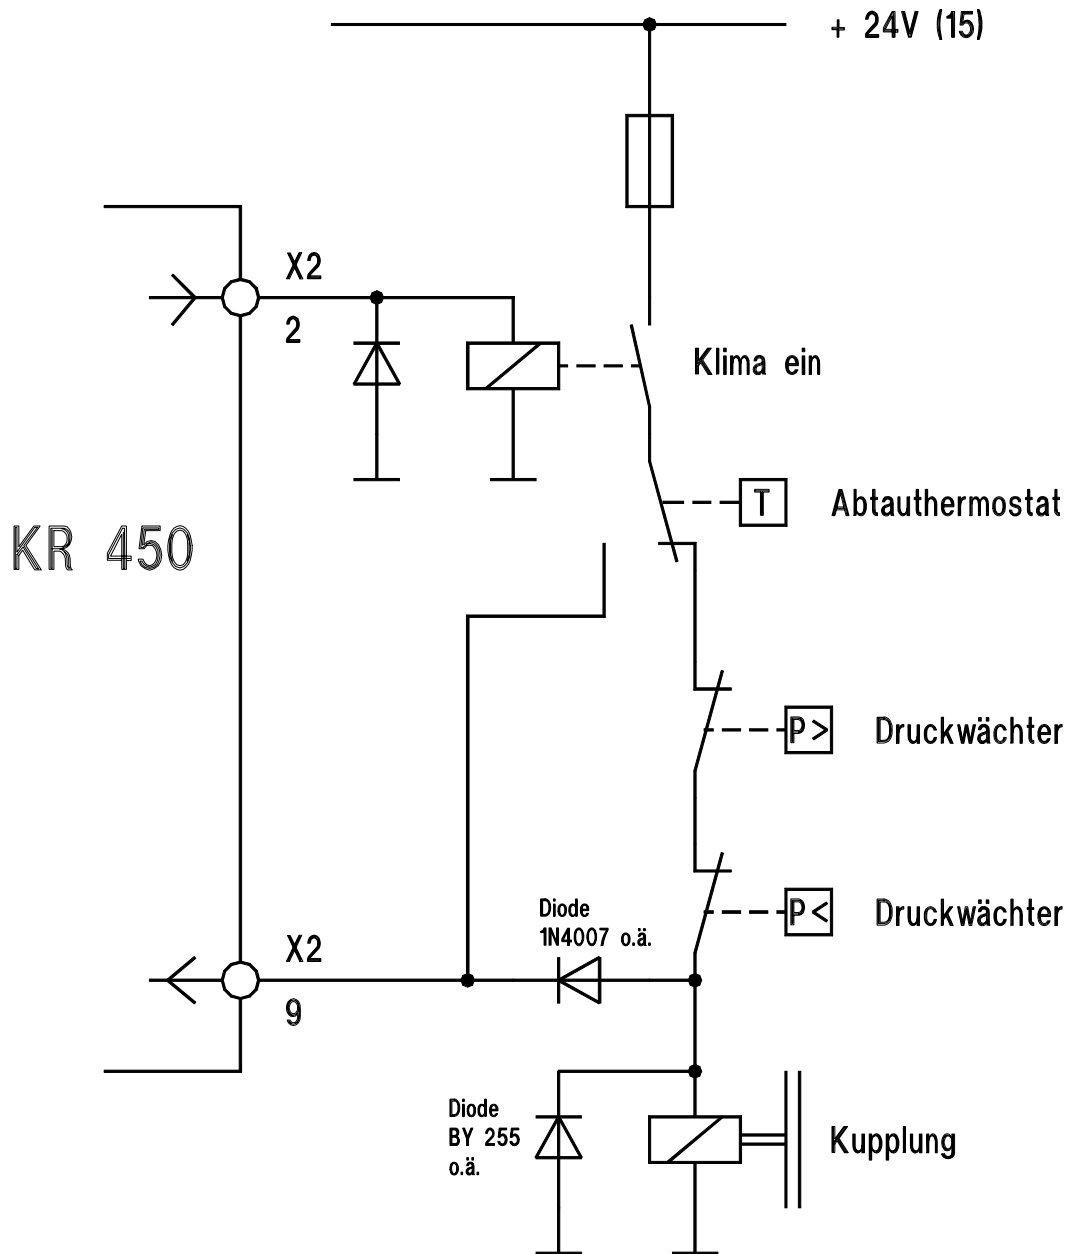 + 24V (15)
X2
2
Klima ein
T
Abtauthermostat
KR 450
P>
Druckwächter
P<
Druckwächter
Diode
1N4007 o.ä.
X2
9
Diode
BY 255
o.ä.
Kupplung